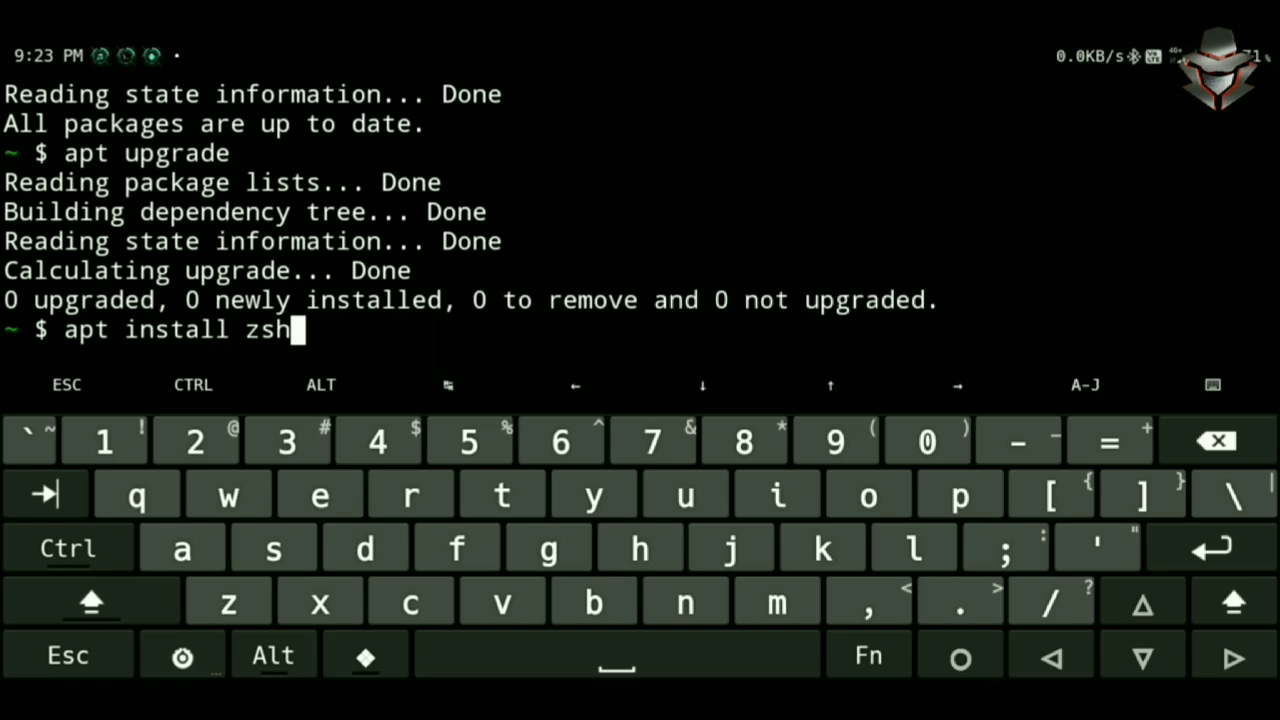 9:23 PM
0.0KB/s
Reading state information... Done
All packages are up to date.
~ $ apt upgrade
Reading package lists... Done
Building dependency tree... Done
Reading state information... Done
Calculating upgrade... Done
0 upgraded, 0 newly installed, 0 to remove and 0 not upgraded.
~ $ apt install zsh
ESC CTRL ALT ↹ ← ↓ ↑ → A-J
` ~ 1 ! 2 @ 3 # 4 $ 5 % 6 ^ 7 & 8 * 9 ( 0 ) - _ = +
q w e r t y u i o p [ { ] } \ |
Ctrl a s d f g h j k l ; : ' "
z x c v b n m , < . > / ?
Esc Alt Fn